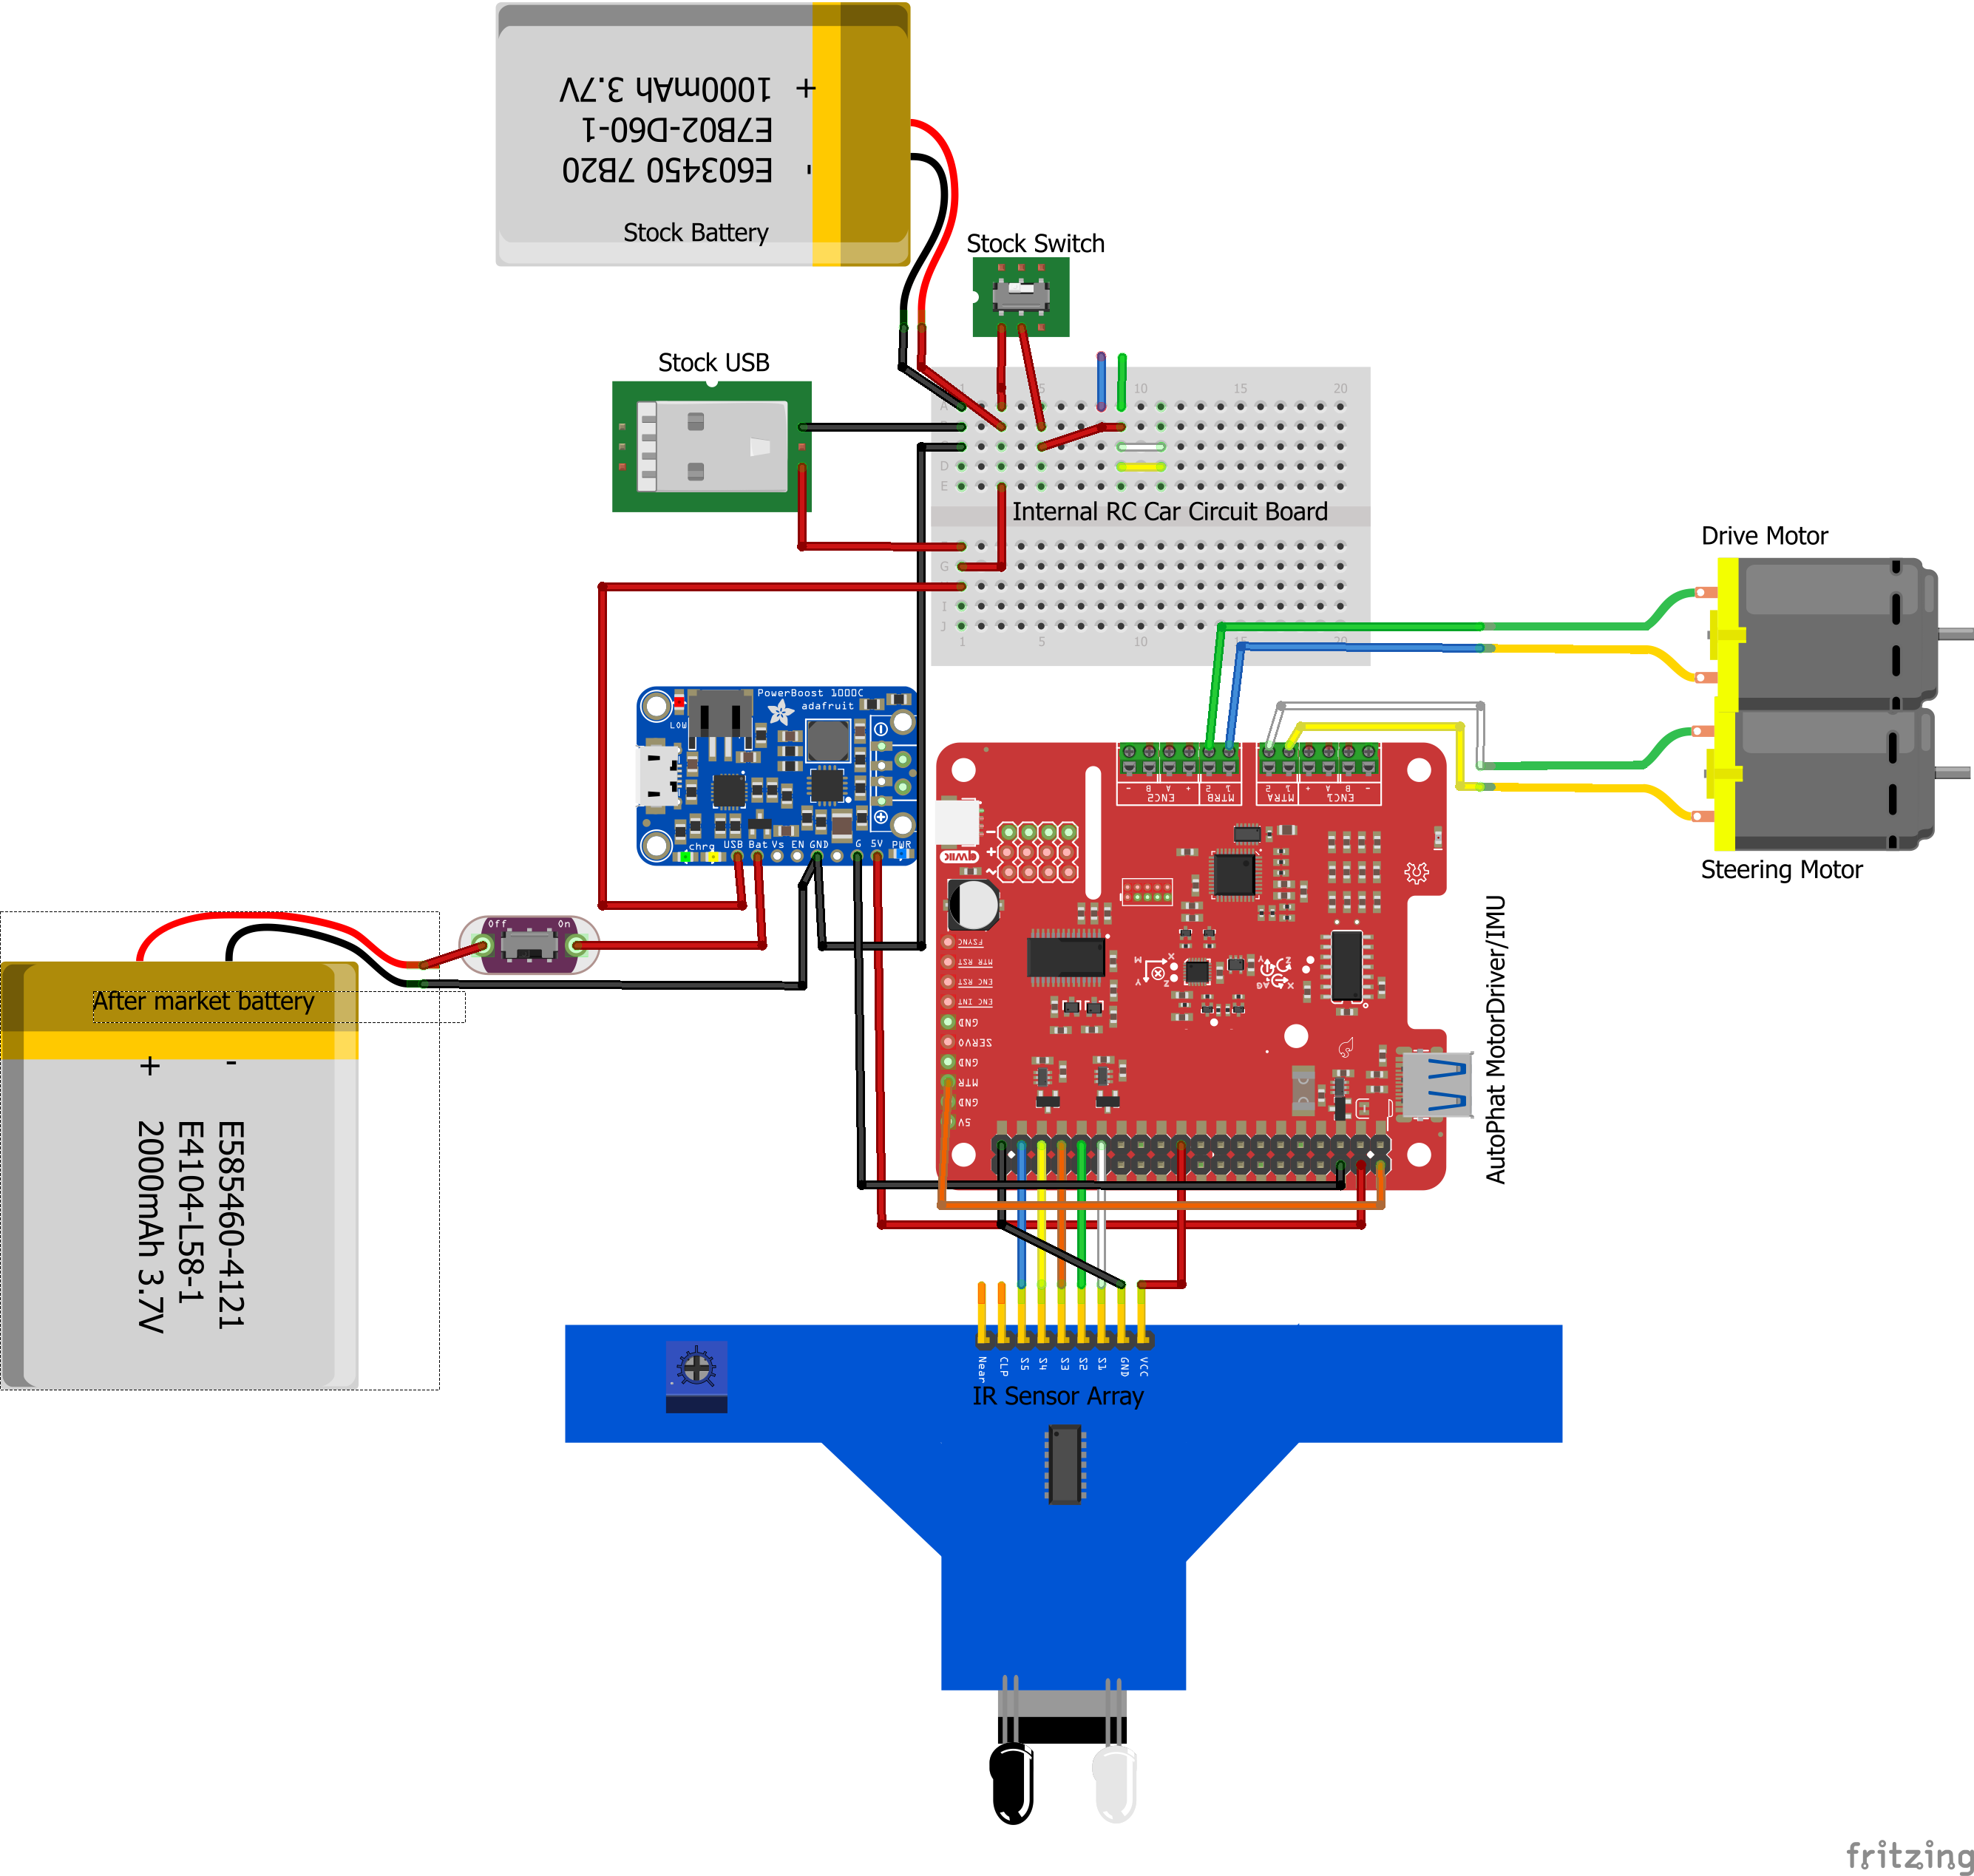 + 1000mAh 3.7V
E7B02-D60-1
- E603450 7B20
Stock Battery
Stock Switch
Stock USB
1 5 10 15 20
A
D
E
Internal RC Car Circuit Board
G
I
J
1 5 10 15 20
Drive Motor
Steering Motor
PowerBoost 1000C
adafruit
LOW
chrg USB Bat Vs EN GND G 5V PWR
Off On
After market battery
+ -
E585460-4121
E4104-L58-1
2000mAh 3.7V
- B A + 2 1
ENC2 MTRB
2 1 + A B -
MTRA ENC1
QWIIC
-
+
~
FSYNC
MTR RST
ENC RST
ENC INT
GND
SERVO
GND
MTR
GND
5V
X
Y
Z
M
X
Y
Z
AG
AutoPhat MotorDriver/IMU
Near
CLP
S5
S4
S3
S2
S1
GND
VCC
IR Sensor Array
fritzing